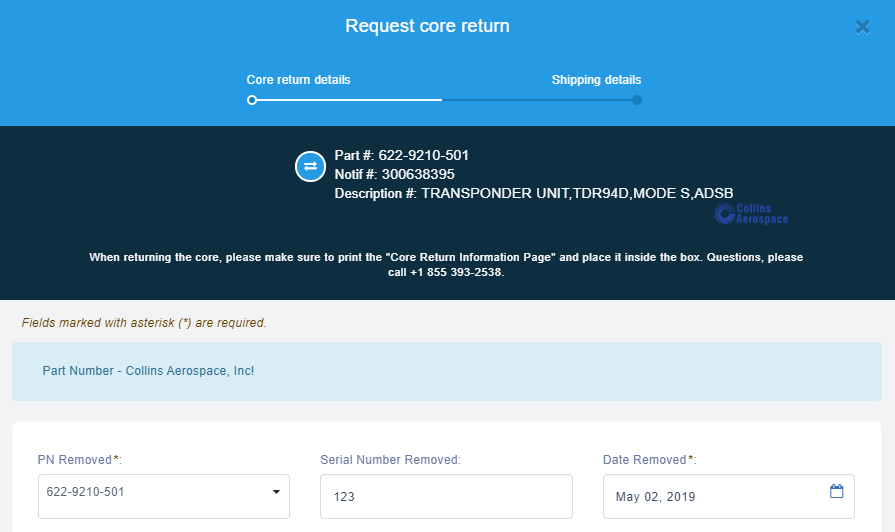 Request core return
Core return details
Shipping details
Part #: 622-9210-501
Notif #: 300638395
Description #: TRANSPONDER UNIT,TDR94D,MODE S,ADSB
Collins
Aerospace
When returning the core, please make sure to print the "Core Return Information Page" and place it inside the box. Questions, please
call +1 855 393-2538.
Fields marked with asterisk (*) are required.
Part Number - Collins Aerospace, Inc!
PN Removed*:
Serial Number Removed:
Date Removed*:
622-9210-501
123
May 02, 2019